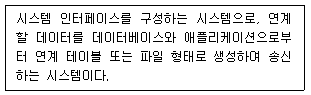 시스템 인터페이스를 구성하는 시스템으로, 연계
할 데이터를 데이터베이스와 애플리케이션으로부
터 연계 테이블 또는 파일 형태로 생성하여 송신
하는 시스템이다.